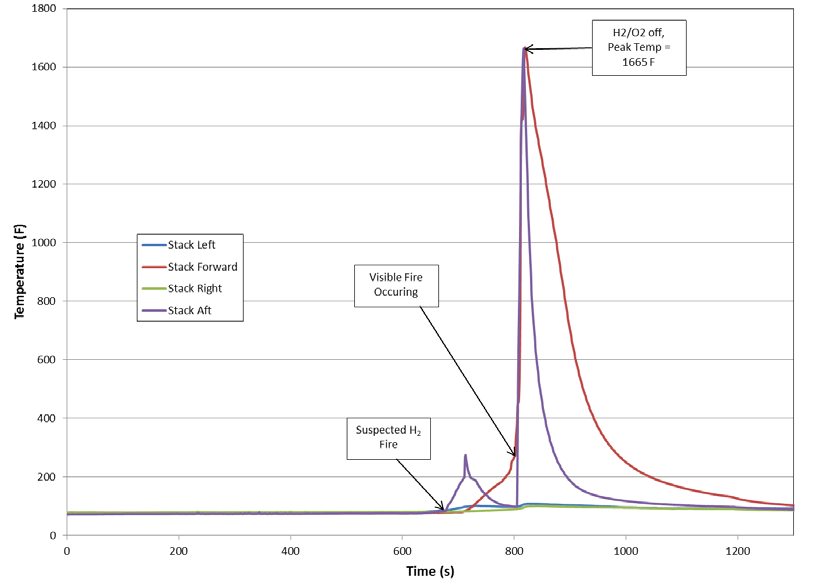 1800
1600
1400
1200
1000
800
600
400
200
0
Temperature (F)
H2/O2 off,
Peak Temp =
1665 F
Stack Left
Stack Forward
Stack Right
Stack Aft
Visible Fire
Occuring
Suspected H₂
Fire
0 200 400 600 800 1000 1200
Time (s)